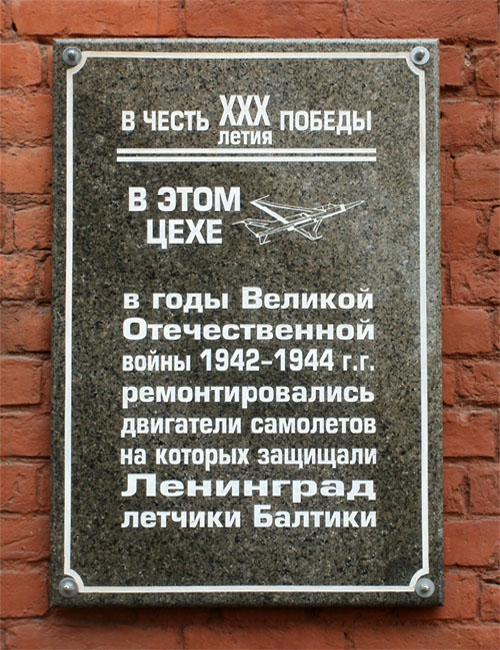 В ЧЕСТЬ XXX ПОБЕДЫ
летия
В ЭТОМ
ЦЕХЕ
в годы Великой
Отечественной
войны 1942-1944 г.г.
ремонтировались
двигатели самолетов
на которых защищали
Ленинград
летчики Балтики